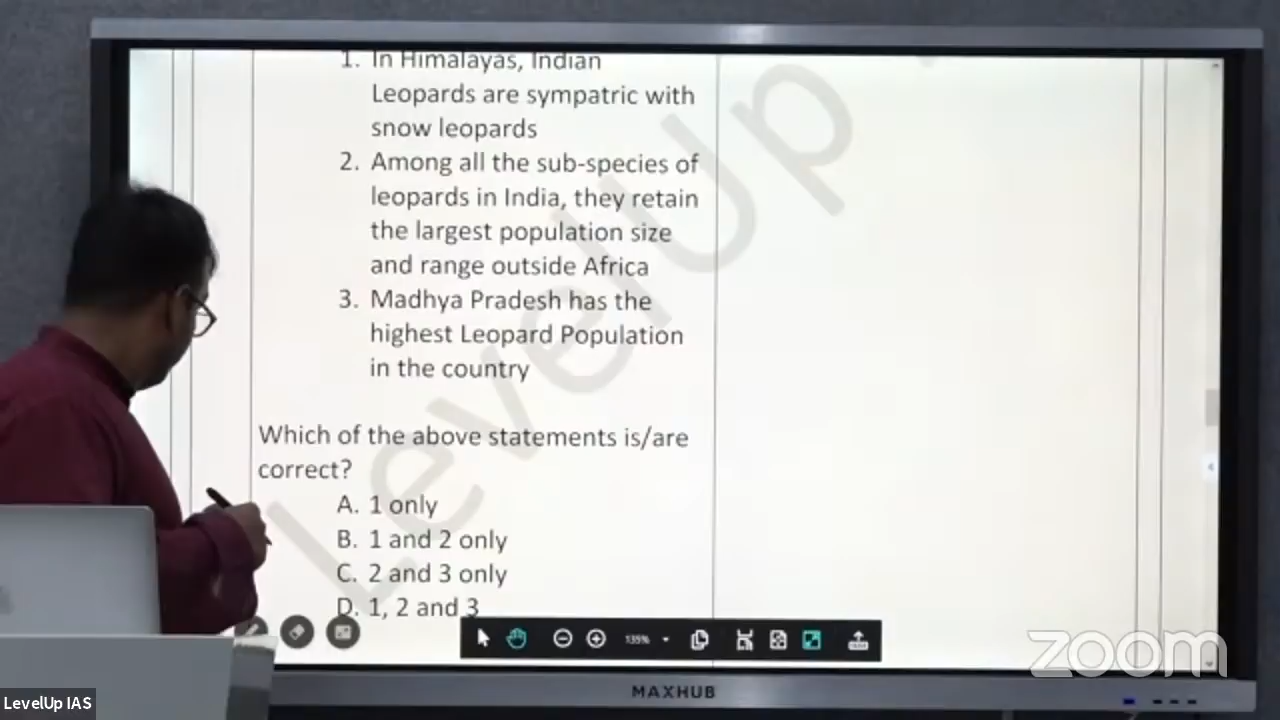 1. In Himalayas, Indian
Leopards are sympatric with
snow leopards
2. Among all the sub-species of
leopards in India, they retain
the largest population size
and range outside Africa
3. Madhya Pradesh has the
highest Leopard Population
in the country
Which of the above statements is/are
correct?
A. 1 only
B. 1 and 2 only
C. 2 and 3 only
D. 1, 2 and 3
LevelUp
135%
4
zoom
MAXHUB
LevelUp IAS